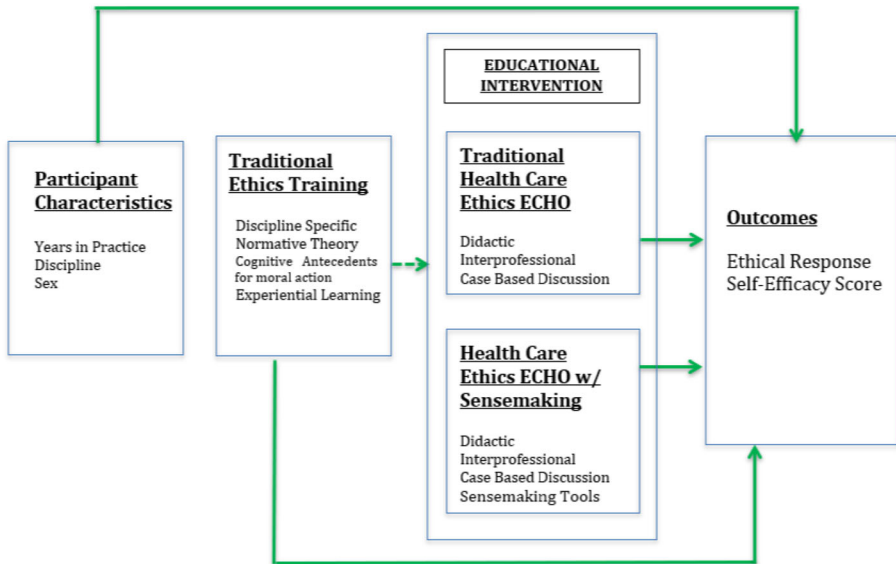 EDUCATIONAL
INTERVENTION
Participant
Characteristics
Years in Practice
Discipline
Sex
Traditional
Ethics Training
Discipline Specific
Normative Theory
Cognitive Antecedents
for moral action
Experiential Learning
Traditional
Health Care
Ethics ECHO
Didactic
Interprofessional
Case Based Discussion
Health Care
Ethics ECHO w/
Sensemaking
Didactic
Interprofessional
Case Based Discussion
Sensemaking Tools
Outcomes
Ethical Response
Self-Efficacy Score